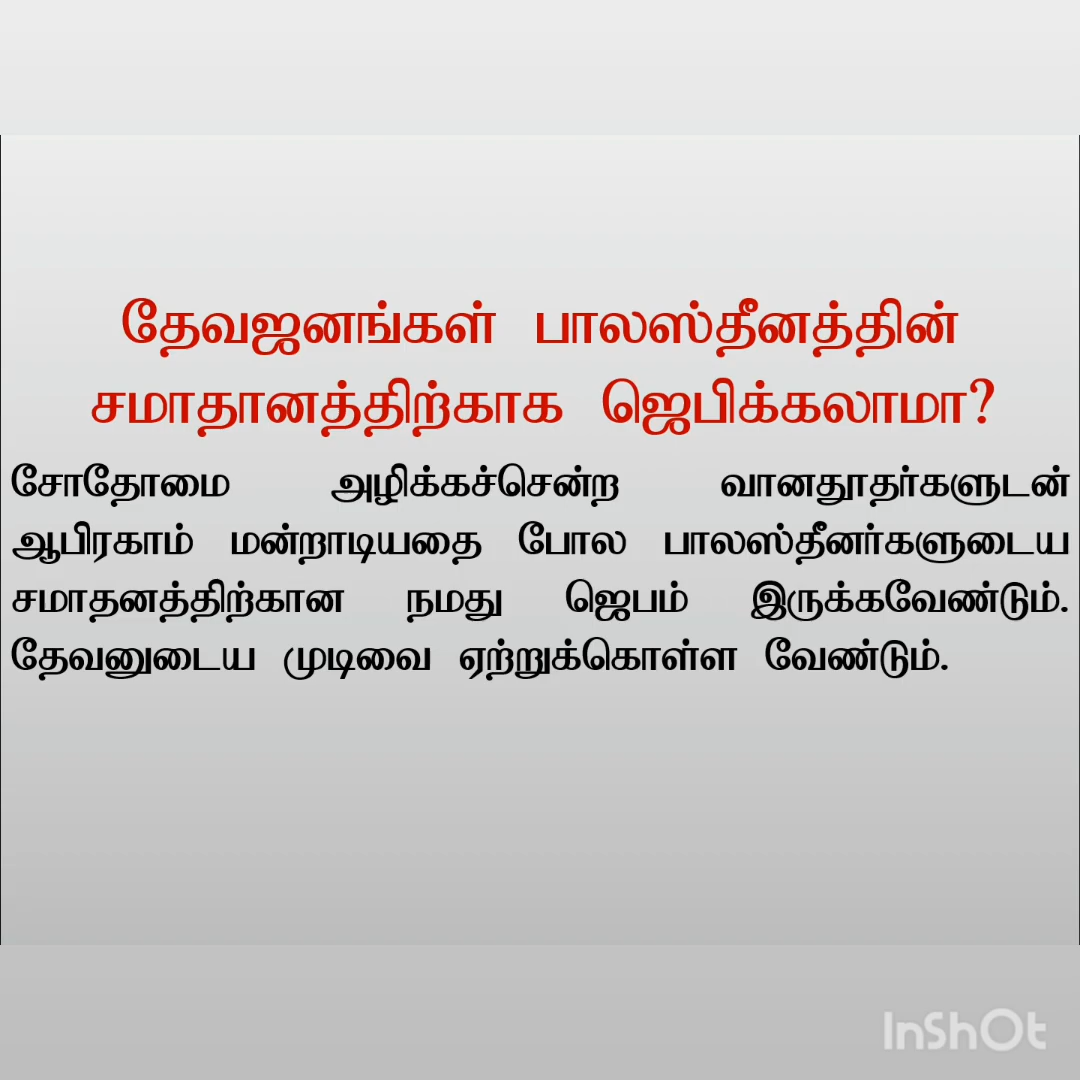 தேவஜனங்கள் பாலஸ்தீனத்தின்
சமாதானத்திற்காக ஜெபிக்கலாமா?
சோதோமை அழிக்கச்சென்ற வானதூதர்களுடன்
ஆபிரகாம் மன்றாடியதை போல பாலஸ்தீனர்களுடைய
சமாதனத்திற்கான நமது ஜெபம் இருக்கவேண்டும்.
தேவனுடைய முடிவை ஏற்றுக்கொள்ள வேண்டும்.
InShOt